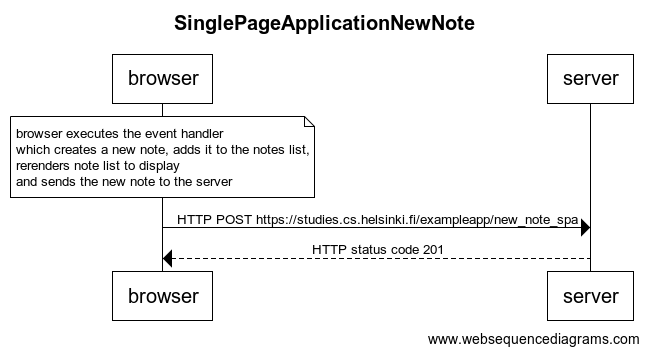 SinglePageApplicationNewNote
browser
server
browser executes the event handler
which creates a new note, adds it to the notes list,
rerenders note list to display
and sends the new note to the server
HTTP POST https://studies.cs.helsinki.fi/exampleapp/new_note_spa
HTTP status code 201
browser
server
www.websequencediagrams.com